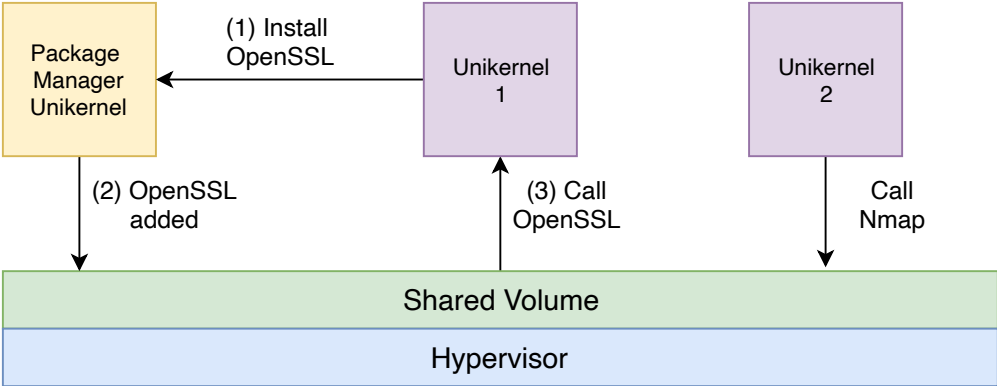 Package
Manager
Unikernel
(1) Install
OpenSSL
Unikernel
1
Unikernel
2
(2) OpenSSL
added
(3) Call
OpenSSL
Call
Nmap
Shared Volume
Hypervisor